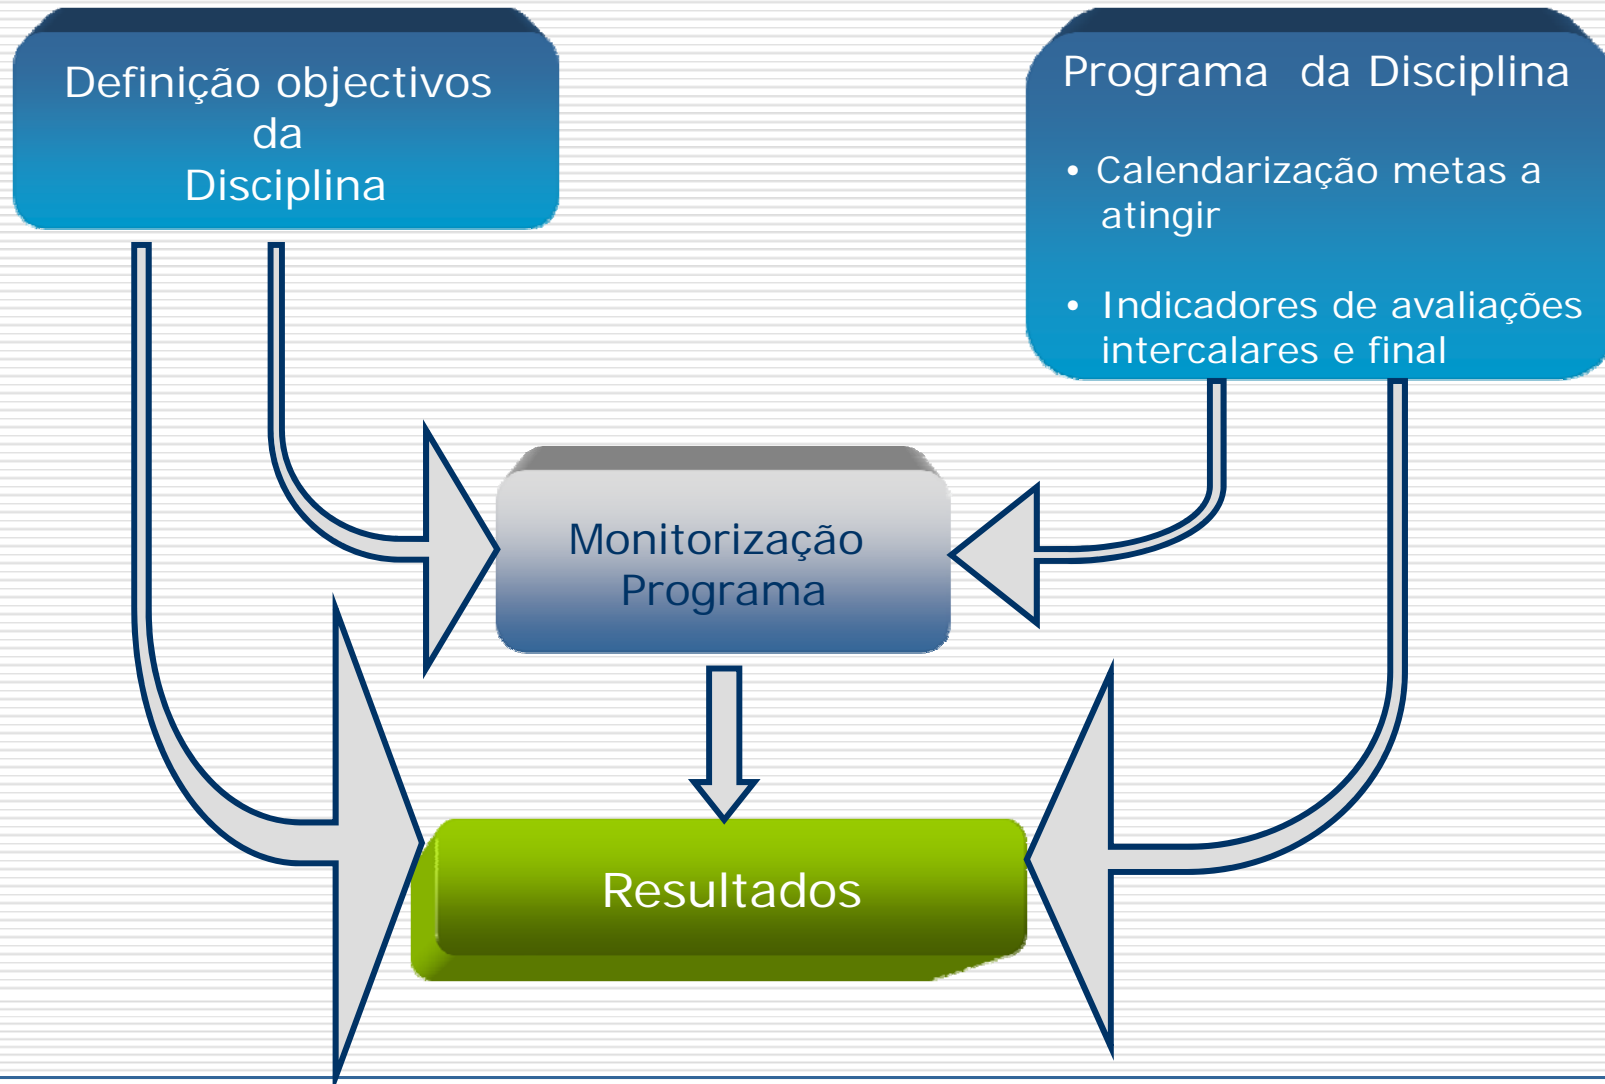 Definição objectivos
da
Disciplina
Programa da Disciplina
• Calendarização metas a
atingir
• Indicadores de avaliações
intercalares e final
Monitorização
Programa
Resultados